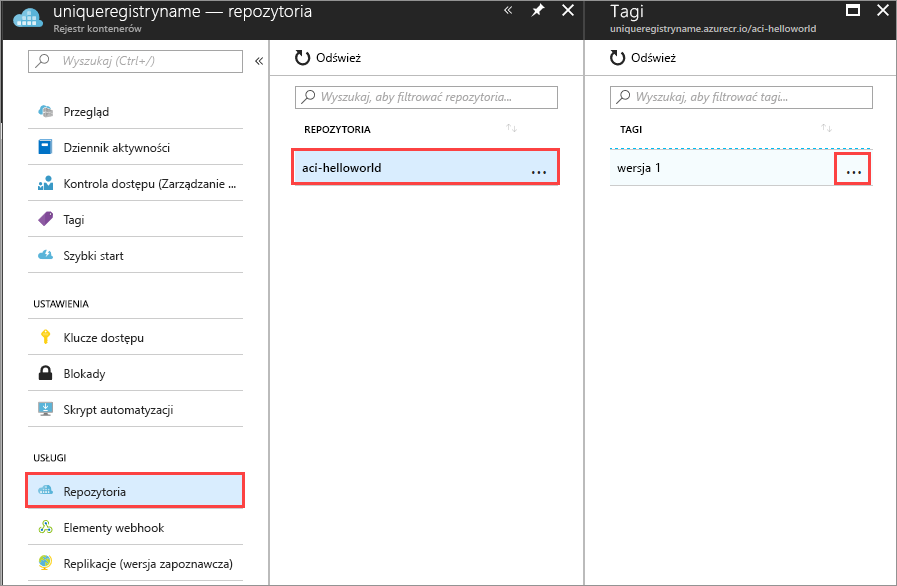 uniqueregistryname — repozytoria
Rejestr kontenerów
Wyszukaj (Ctrl+/)
Przegląd
Dziennik aktywności
Kontrola dostępu (Zarządzanie ...
Tagi
Szybki start
USTAWIENIA
Klucze dostępu
Blokady
Skrypt automatyzacji
USŁUGI
Repozytoria
Elementy webhook
Replikacje (wersja zapoznawcza)
Odśwież
Wyszukaj, aby filtrować repozytoria...
REPOZYTORIA
aci-helloworld ...
Tagi
uniqueregistryname.azurecr.io/aci-helloworld
Odśwież
Wyszukaj, aby filtrować tagi...
TAGI
wersja 1 ...